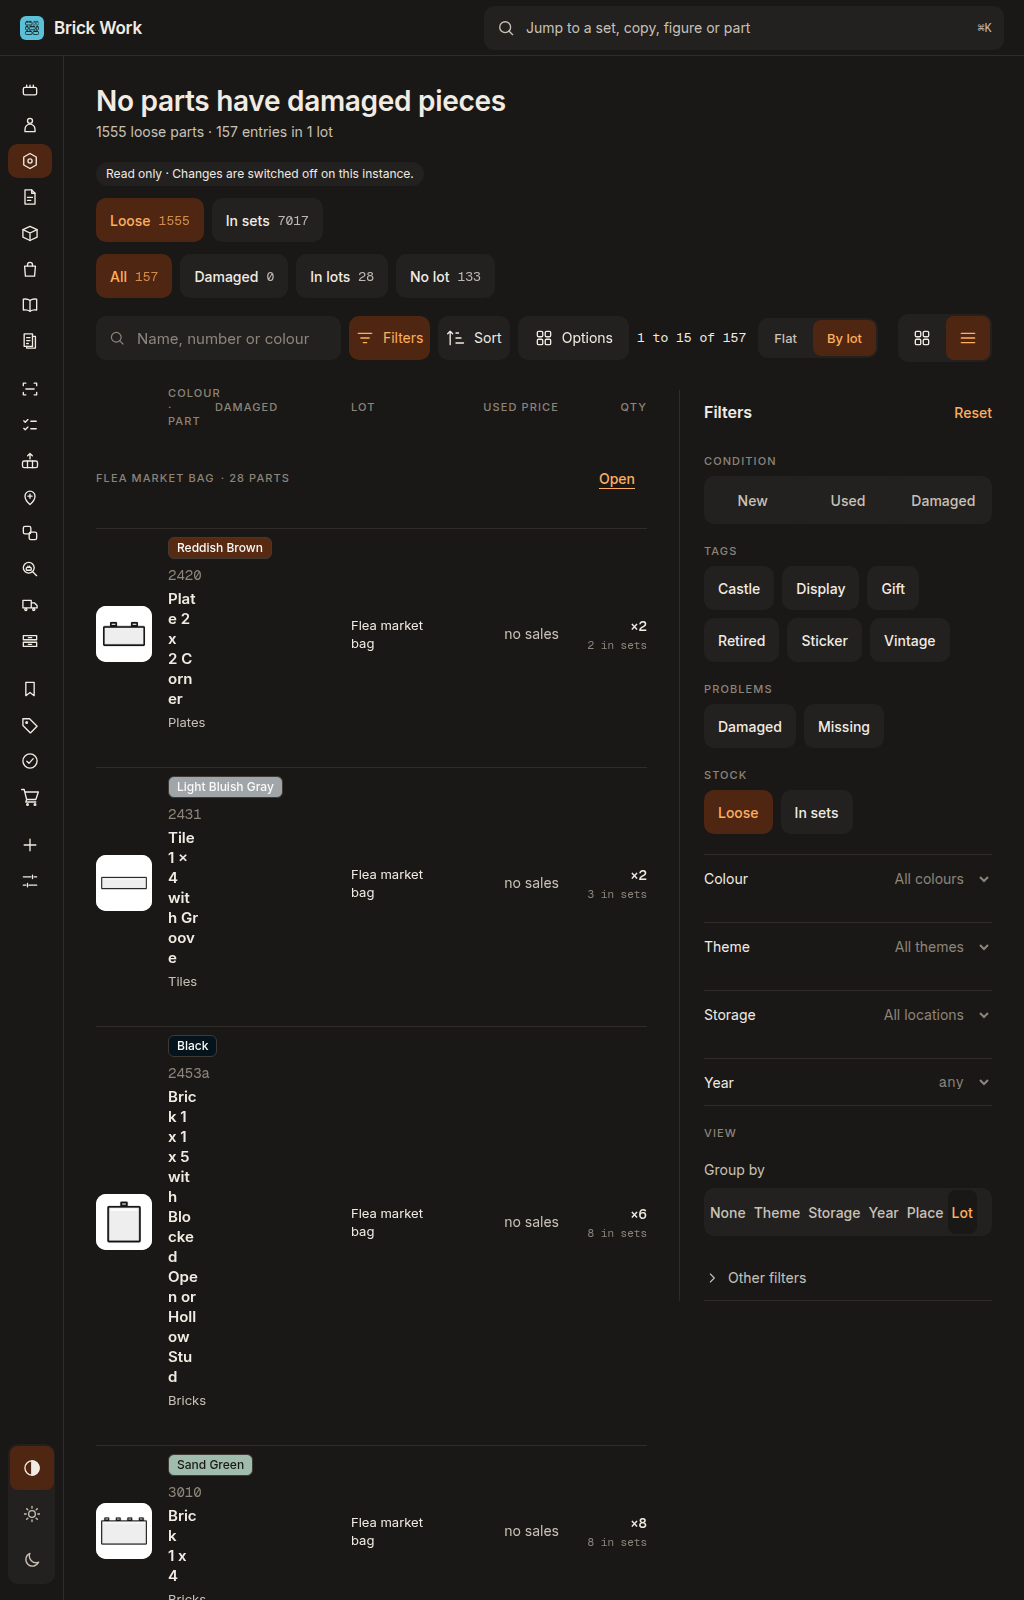 Brick Work
Jump to a set, copy, figure or part
⌘K
No parts have damaged pieces
1555 loose parts · 157 entries in 1 lot
Read only · Changes are switched off on this instance.
Loose 1555
In sets 7017
All 157
Damaged 0
In lots 28
No lot 133
Name, number or colour
Filters
Sort
Options
1 to 15 of 157
Flat
By lot
COLOUR
·
PART
DAMAGED
LOT
USED PRICE
QTY
FLEA MARKET BAG · 28 PARTS
Open
Reddish Brown
2420
Plat
e 2
x
2 C
orn
er
Plates
Flea market
bag
no sales
×2
2 in sets
Light Bluish Gray
2431
Tile
1 ×
4
wit
h Gr
oov
e
Tiles
Flea market
bag
no sales
×2
3 in sets
Black
2453a
Bric
k 1
x 1
x 5
wit
h
Blo
cke
d
Ope
n or
Holl
ow
Stu
d
Bricks
Flea market
bag
no sales
×6
8 in sets
Sand Green
3010
Bric
k
1 x
4
Bricks
Flea market
bag
no sales
×8
8 in sets
Filters
Reset
CONDITION
New
Used
Damaged
TAGS
Castle
Display
Gift
Retired
Sticker
Vintage
PROBLEMS
Damaged
Missing
STOCK
Loose
In sets
Colour
All colours
Theme
All themes
Storage
All locations
Year
any
VIEW
Group by
None
Theme
Storage
Year
Place
Lot
Other filters